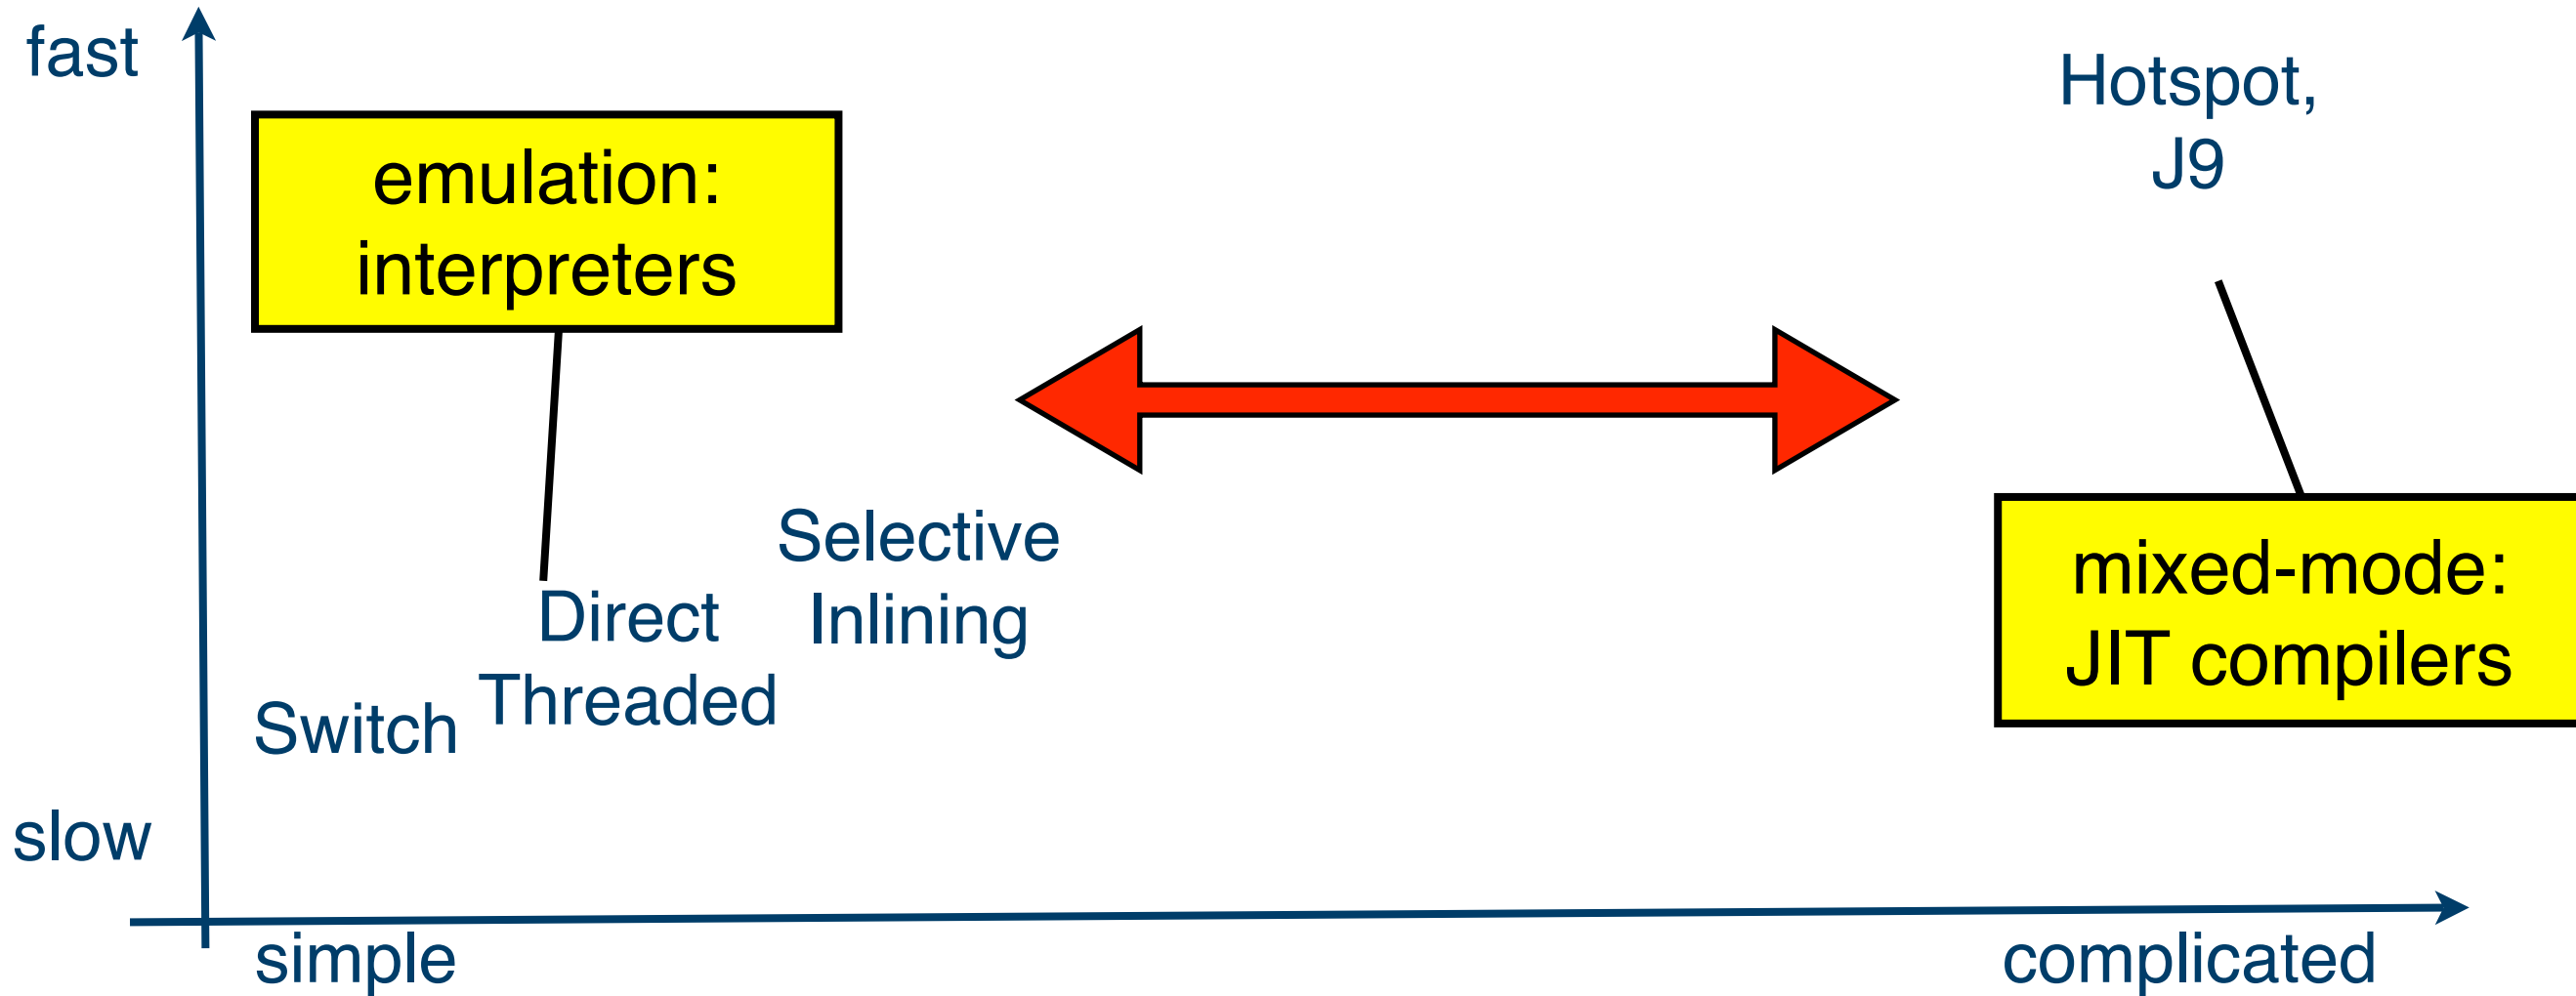 fast
emulation:
interpreters
Hotspot,
J9
Selective
Inlining
Direct
Threaded
Switch
mixed-mode:
JIT compilers
slow
simple
complicated